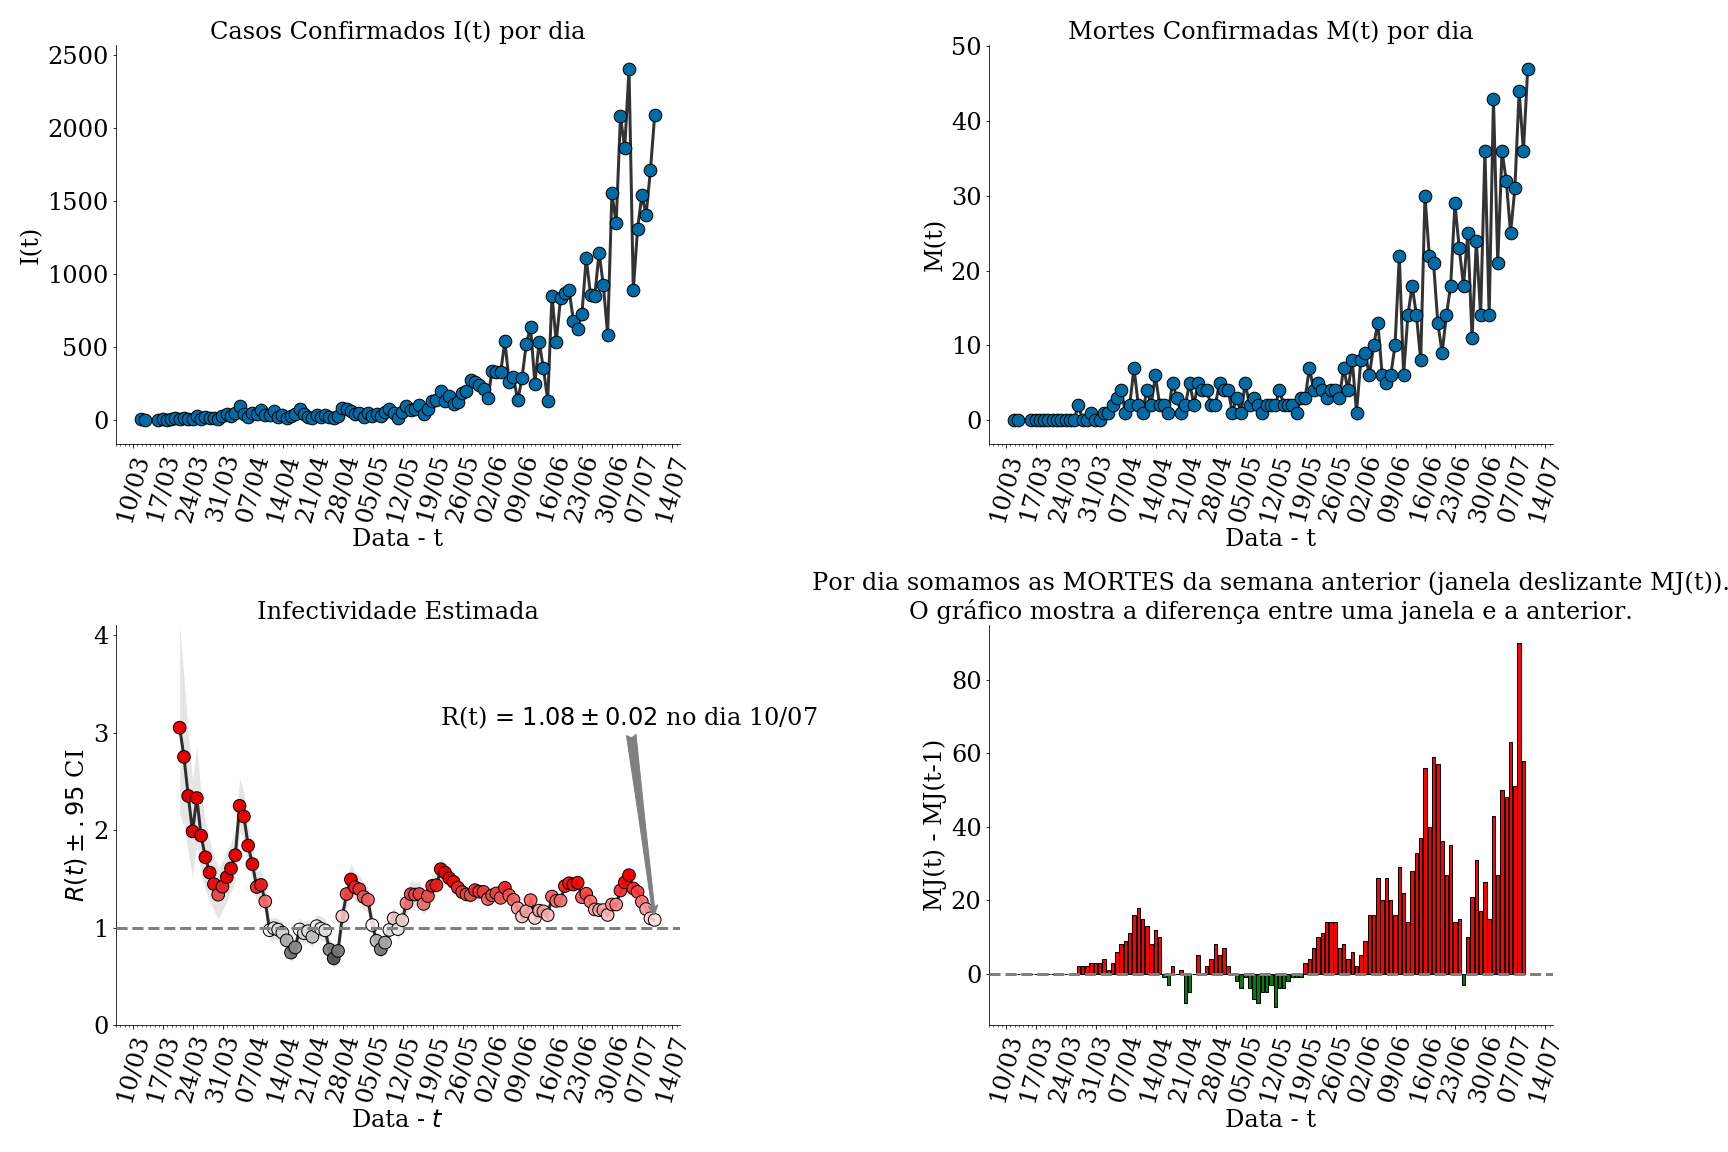 Casos Confirmados I(t) por dia
2500
2000
1500
1000
500
0
I(t)
10/03 17/03 24/03 31/03 07/04 14/04 21/04 28/04 05/05 12/05 19/05 26/05 02/06 09/06 16/06 23/06 30/06 07/07 14/07
Data - t
Mortes Confirmadas M(t) por dia
50
40
30
20
10
0
M(t)
10/03 17/03 24/03 31/03 07/04 14/04 21/04 28/04 05/05 12/05 19/05 26/05 02/06 09/06 16/06 23/06 30/06 07/07 14/07
Data - t
Infectividade Estimada
4
3
2
1
0
R(t) ± .95 CI
R(t) = 1.08 ± 0.02 no dia 10/07
10/03 17/03 24/03 31/03 07/04 14/04 21/04 28/04 05/05 12/05 19/05 26/05 02/06 09/06 16/06 23/06 30/06 07/07 14/07
Data - t
Por dia somamos as MORTES da semana anterior (janela deslizante MJ(t)).
O gráfico mostra a diferença entre uma janela e a anterior.
80
60
40
20
0
MJ(t) - MJ(t-1)
10/03 17/03 24/03 31/03 07/04 14/04 21/04 28/04 05/05 12/05 19/05 26/05 02/06 09/06 16/06 23/06 30/06 07/07 14/07
Data - t